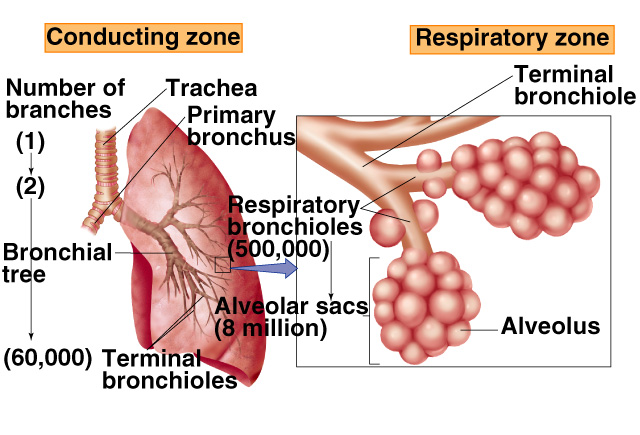 Conducting zone
Respiratory zone
Number of
branches
(1)
(2)
(60,000)
Trachea
Primary
bronchus
Bronchial
tree
Terminal
bronchioles
Respiratory
bronchioles
(500,000)
Alveolar sacs
(8 million)
Terminal
bronchiole
Alveolus